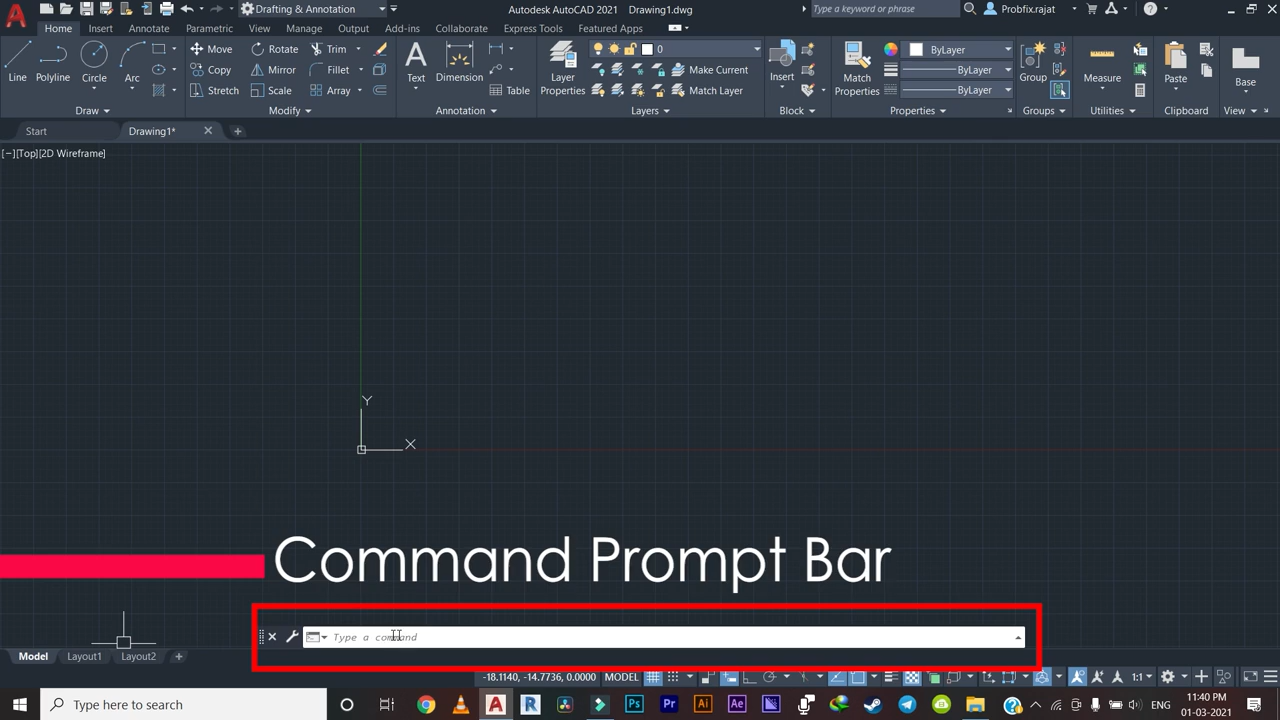 Drafting & Annotation
Autodesk AutoCAD 2021 Drawing1.dwg
Type a keyword or phrase
Probfix.rajat
Home Insert Annotate Parametric View Manage Output Add-ins Collaborate Express Tools Featured Apps
Line Polyline Circle Arc
Move Rotate Trim
Copy Mirror Fillet
Stretch Scale Array
Text Dimension Table
Layer Properties
0
Make Current
Match Layer
Insert
Match Properties
ByLayer
ByLayer
ByLayer
Group
Measure
Paste
Base
Draw Modify Annotation Layers Block Properties Groups Utilities Clipboard View
Start Drawing1*
[−][Top][2D Wireframe]
Y
X
Command Prompt Bar
Type a command
Model Layout1 Layout2
-18.1140, -14.7736, 0.0000 MODEL 1:1
Type here to search
Ps Pr Ai Ae
ENG
11:40 PM
01-03-2021